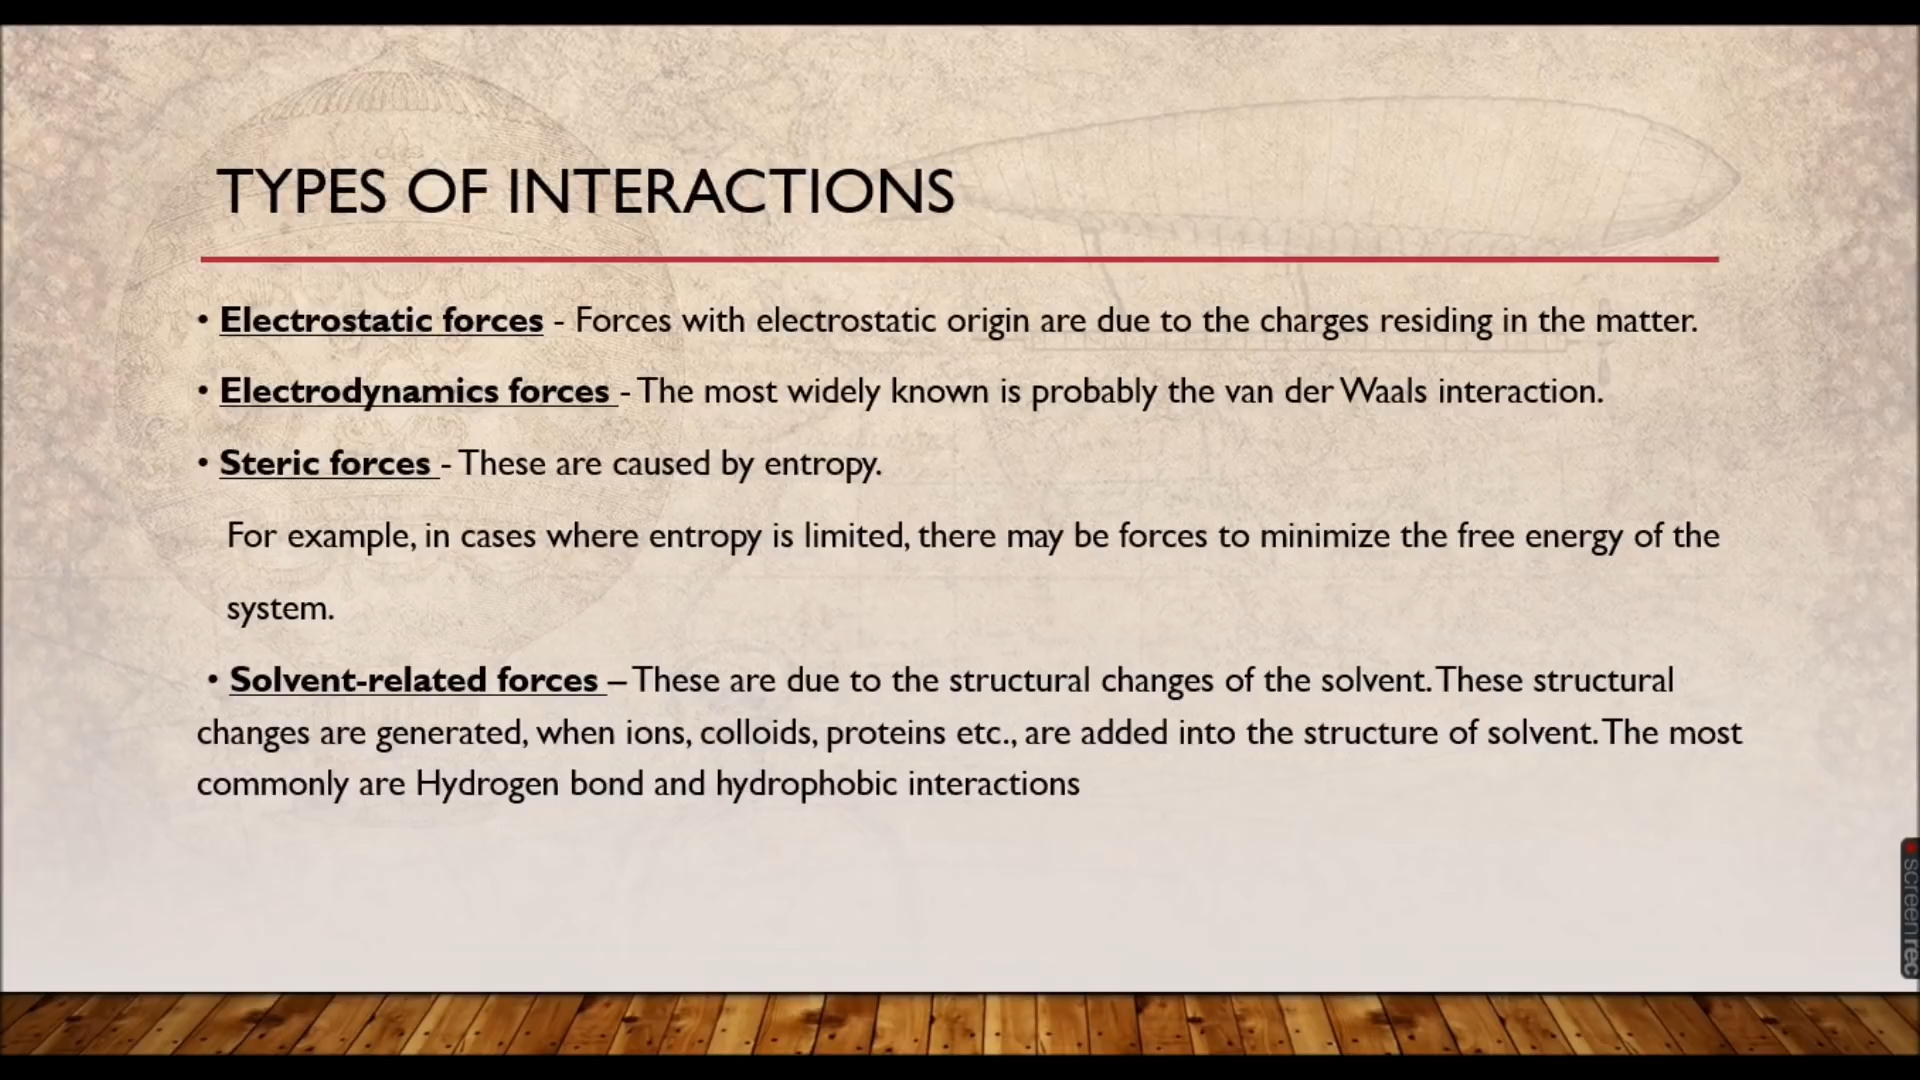 TYPES OF INTERACTIONS
• Electrostatic forces - Forces with electrostatic origin are due to the charges residing in the matter.
• Electrodynamics forces - The most widely known is probably the van der Waals interaction.
• Steric forces - These are caused by entropy.
For example, in cases where entropy is limited, there may be forces to minimize the free energy of the
system.
• Solvent-related forces – These are due to the structural changes of the solvent. These structural
changes are generated, when ions, colloids, proteins etc., are added into the structure of solvent. The most
commonly are Hydrogen bond and hydrophobic interactions
screenrec